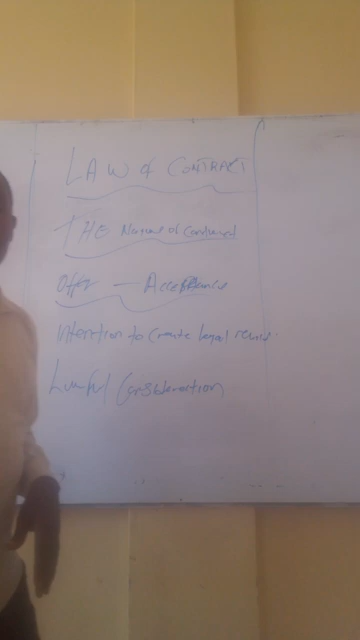 LAW of CONTRACT
THE Nature of Contract
Offer — Acceptance
Intention to create legal
Lawful Consideration